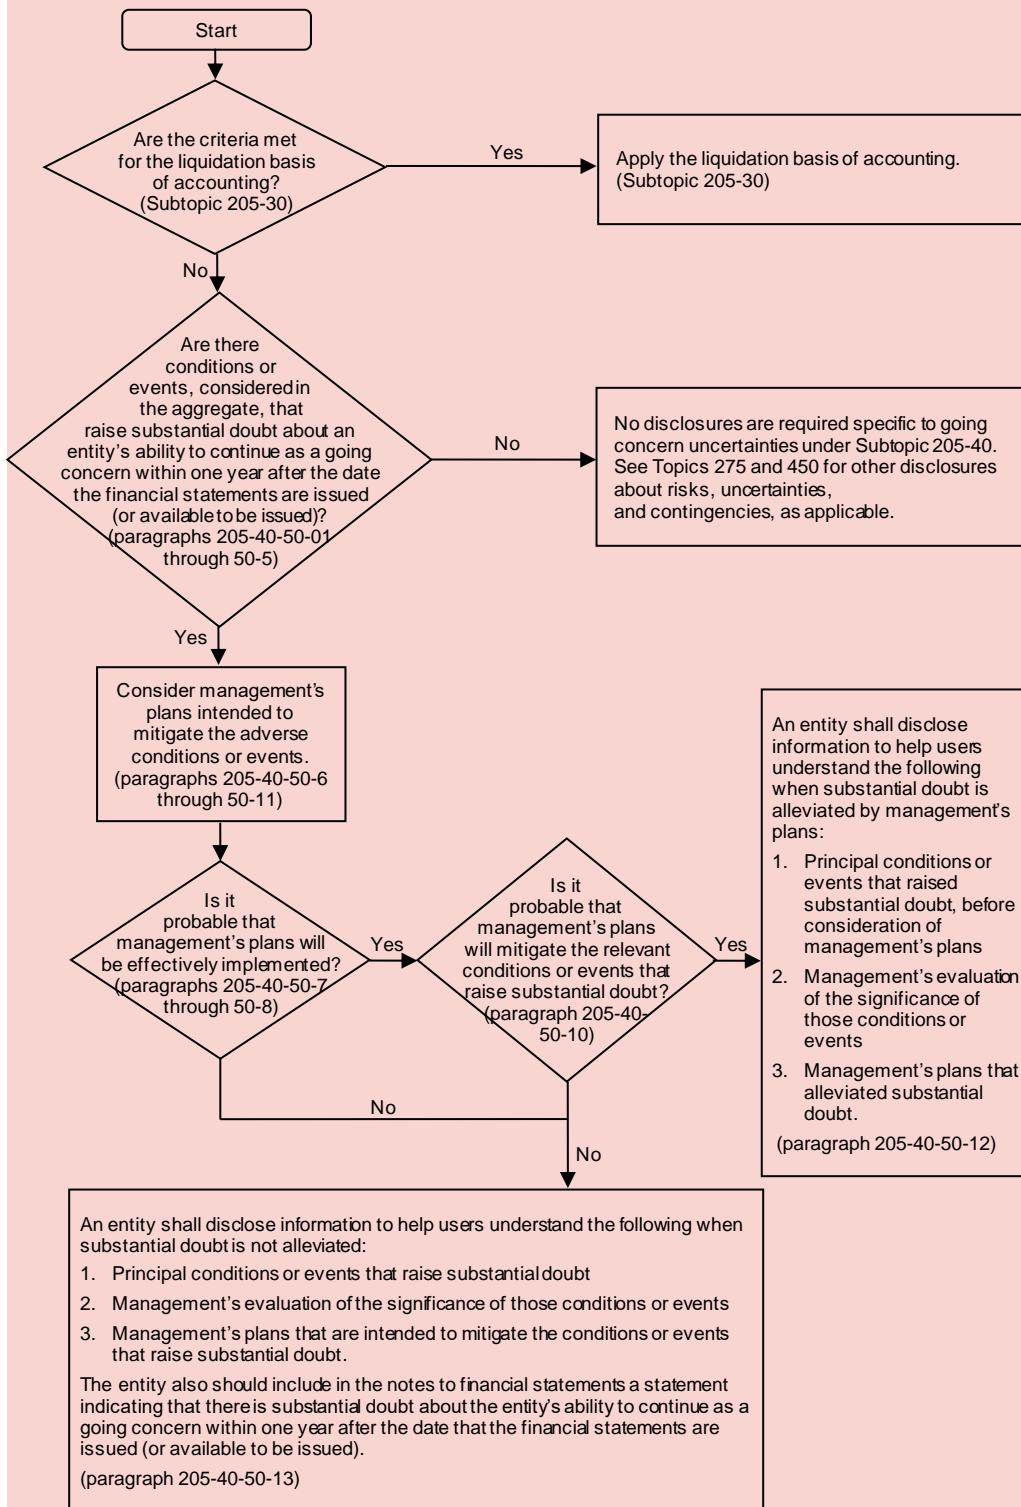 Start
Are the criteria met
for the liquidation basis
of accounting?
(Subtopic 205-30)
Yes
Apply the liquidation basis of accounting.
(Subtopic 205-30)
No
Are there
conditions or
events, considered in
the aggregate, that
raise substantial doubt about an
entity’s ability to continue as a going
concern within one year after the date
the financial statements are issued
(or available to be issued)?
(paragraphs 205-40-50-01
through 50-5)
No
No disclosures are required specific to going
concern uncertainties under Subtopic 205-40.
See Topics 275 and 450 for other disclosures
about risks, uncertainties,
and contingencies, as applicable.
Yes
Consider management’s
plans intended to
mitigate the adverse
conditions or events.
(paragraphs 205-40-50-6
through 50-11)
Is it
probable that
management’s plans will
be effectively implemented?
(paragraphs 205-40-50-7
through 50-8)
Yes
Is it
probable that
management’s plans
will mitigate the relevant
conditions or events that
raise substantial doubt?
(paragraph 205-40-
50-10)
Yes
An entity shall disclose
information to help users
understand the following
when substantial doubt is
alleviated by management’s
plans:
1. Principal conditions or
events that raised
substantial doubt, before
consideration of
management’s plans
2. Management’s evaluation
of the significance of
those conditions or
events
3. Management’s plans that
alleviated substantial
doubt.
(paragraph 205-40-50-12)
No
No
An entity shall disclose information to help users understand the following when
substantial doubt is not alleviated:
1. Principal conditions or events that raise substantial doubt
2. Management’s evaluation of the significance of those conditions or events
3. Management’s plans that are intended to mitigate the conditions or events
that raise substantial doubt.
The entity also should include in the notes to financial statements a statement
indicating that there is substantial doubt about the entity’s ability to continue as a
going concern within one year after the date that the financial statements are
issued (or available to be issued).
(paragraph 205-40-50-13)